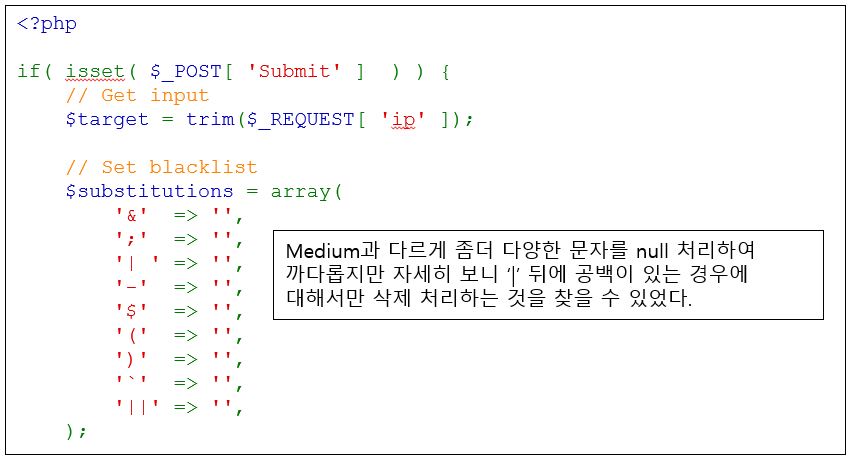 <?php
if( isset( $_POST[ 'Submit' ]  ) ) {
// Get input
$target = trim($_REQUEST[ 'ip' ]);
// Set blacklist
$substitutions = array(
'&'  => '',
';'  => '',
'| ' => '',
'-'  => '',
'$'  => '',
'('  => '',
')'  => '',
'`'  => '',
'||' => '',
);
Medium과 다르게 좀더 다양한 문자를 null 처리하여
까다롭지만 자세히 보니 ‘|’ 뒤에 공백이 있는 경우에
대해서만 삭제 처리하는 것을 찾을 수 있었다.